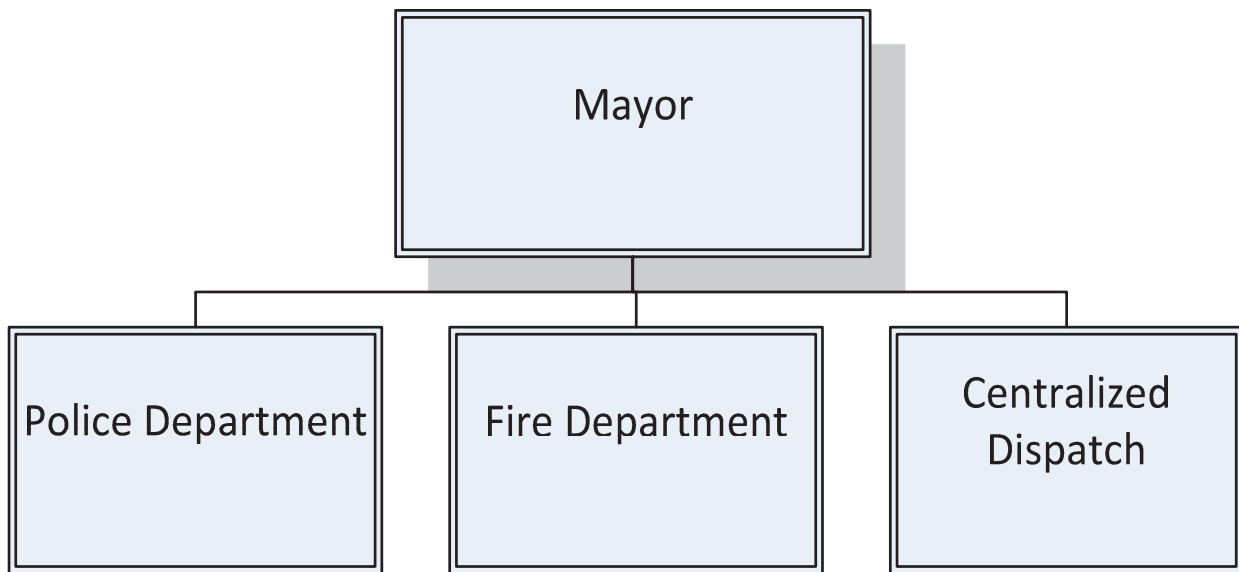 Mayor
Police Department
Fire Department
Centralized
Dispatch